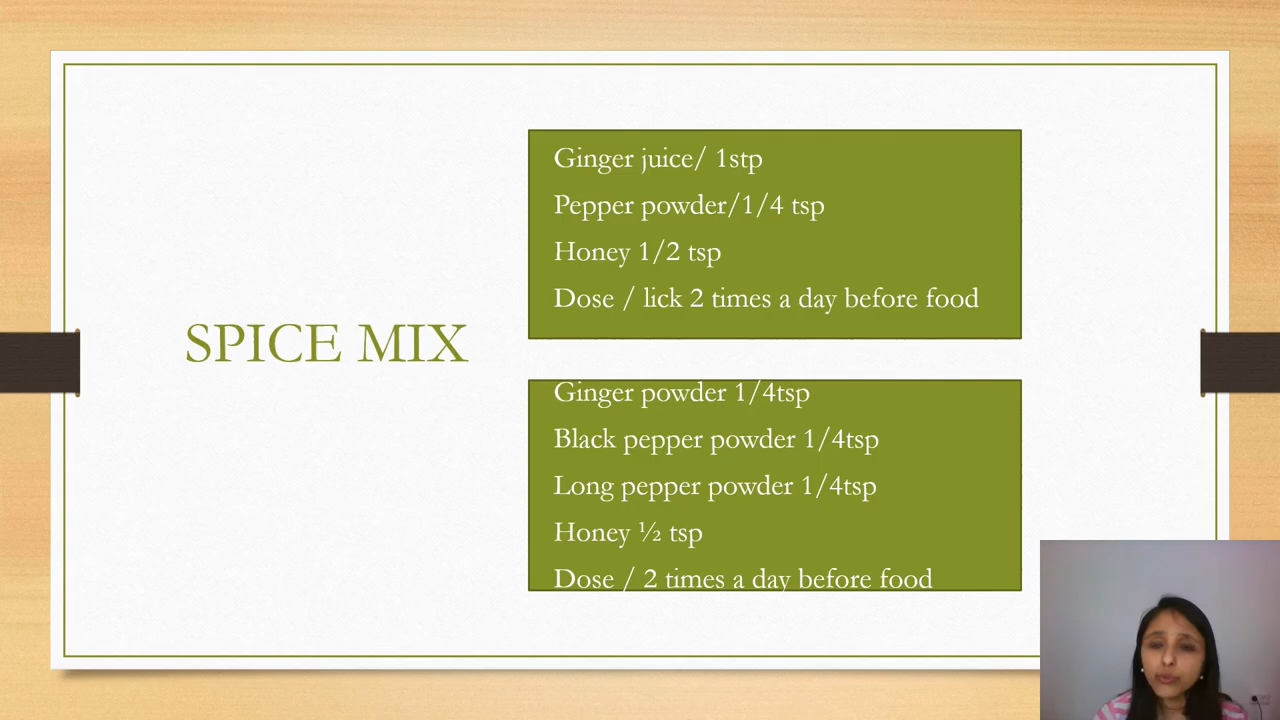 SPICE MIX
Ginger juice/ 1stp
Pepper powder/1/4 tsp
Honey 1/2 tsp
Dose / lick 2 times a day before food
Ginger powder 1/4tsp
Black pepper powder 1/4tsp
Long pepper powder 1/4tsp
Honey ½ tsp
Dose / 2 times a day before food